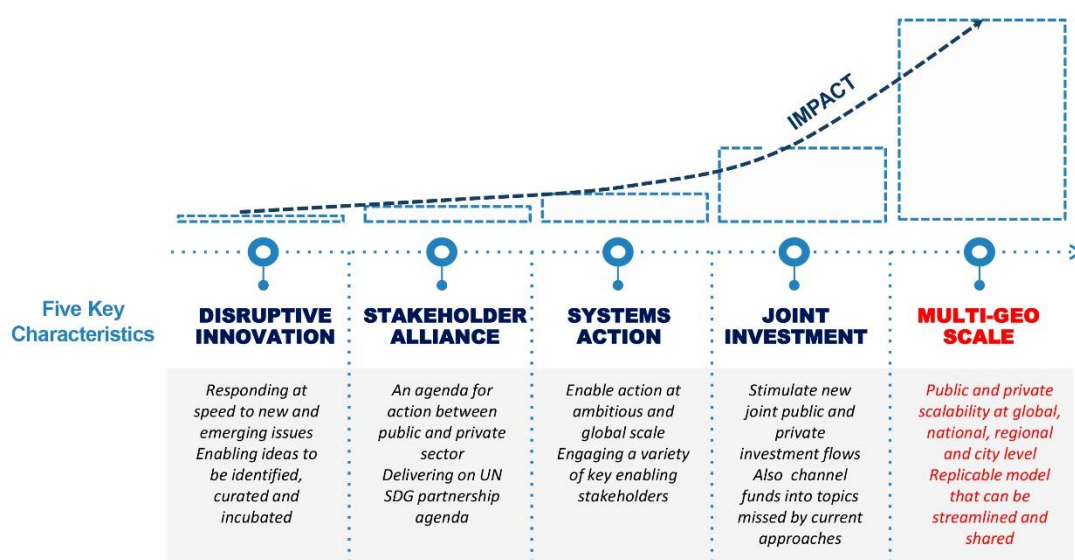 IMPACT
Five Key
Characteristics
DISRUPTIVE
INNOVATION
STAKEHOLDER
ALLIANCE
SYSTEMS
ACTION
JOINT
INVESTMENT
MULTI-GEO
SCALE
Responding at
speed to new and
emerging issues
Enabling ideas to
be identified,
curated and
incubated
An agenda for
action between
public and private
sector
Delivering on UN
SDG partnership
agenda
Enable action at
ambitious and
global scale
Engaging a variety
of key enabling
stakeholders
Stimulate new
joint public and
private
investment flows
Also channel
funds into topics
missed by current
approaches
Public and private
scalability at global,
national, regional
and city level
Replicable model
that can be
streamlined and
shared